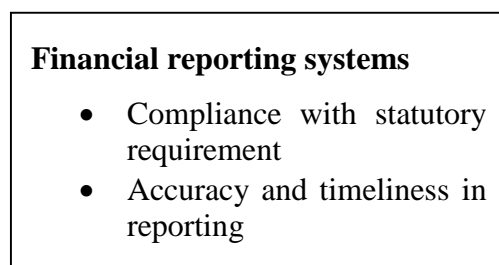 Financial reporting systems
• Compliance with statutory
requirement
• Accuracy and timeliness in
reporting